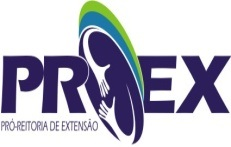 PROEX
PRÓ-REITORIA DE EXTENSÃO